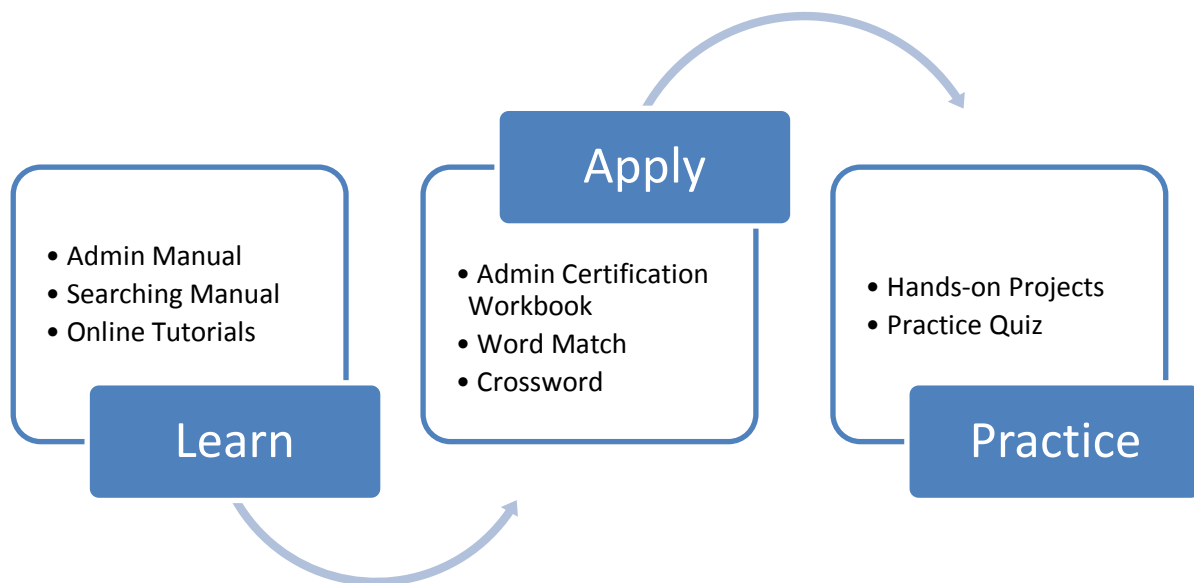 • Admin Manual
• Searching Manual
• Online Tutorials
Learn
Apply
• Admin Certification
Workbook
• Word Match
• Crossword
• Hands-on Projects
• Practice Quiz
Practice